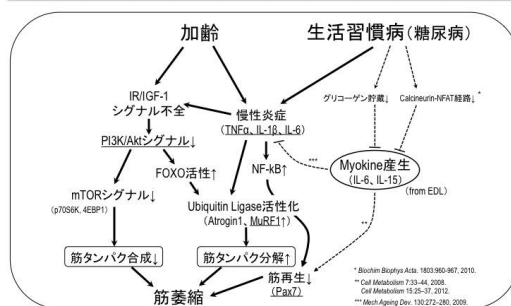 加齢
生活習慣病(糖尿病)
IR/IGF-1
シグナル不全
慢性炎症
(TNFα、IL-1β、IL-6)
グリコーゲン貯蔵↓
Calcineurin-NFAT経路↓ *
PI3K/Aktシグナル↓
***
FOXO活性↑
NF-kB↑
Myokine産生
(IL-6、IL-15)
(from EDL)
mTORシグナル↓
(p70S6K, 4EBP1)
Ubiquitin Ligase活性化
(Atrogin1、MuRF1↑)
**
筋タンパク合成↓
筋タンパク分解↑
筋再生↓
(Pax7)
筋萎縮
* Biochim Biophys Acta. 1803:960-967, 2010.
** Cell Metabolism 7:33–44, 2008.
Cell Metabolism 15:25–37, 2012.
*** Mech Ageing Dev. 130:272–280, 2009.